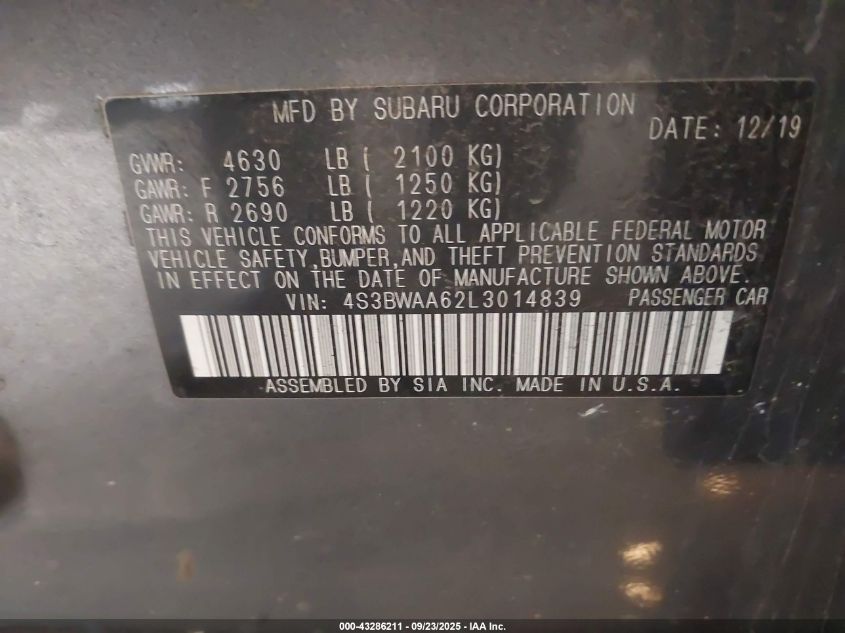 MFD BY SUBARU CORPORATION
DATE: 12/19
GVWR: 4630 LB ( 2100 KG)
GAWR: F 2756 LB ( 1250 KG)
GAWR: R 2690 LB ( 1220 KG)
THIS VEHICLE CONFORMS TO ALL APPLICABLE FEDERAL MOTOR
VEHICLE SAFETY,BUMPER,AND THEFT PREVENTION STANDARDS
IN EFFECT ON THE DATE OF MANUFACTURE SHOWN ABOVE.
VIN: 4S3BWAA62L3014839 PASSENGER CAR
ASSEMBLED BY SIA INC. MADE IN U.S.A.
000-43286211 - 09/23/2025 - IAA Inc.